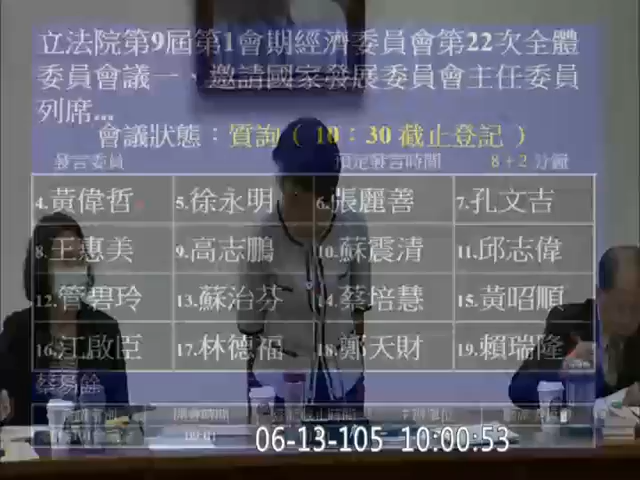 立法院第9屆第1會期經濟委員會第22次全體
委員會議一、邀請國家發展委員會主任委員
列席...
會議狀態：質詢（10：30截止登記）
發言委員 預定發言時間 8+2 分鐘
4.黃偉哲 5.徐永明 6.張麗善 7.孔文吉
8.王惠美 9.高志鵬 10.蘇震清 11.邱志偉
12.管碧玲 13.蘇治芬 14.蔡培慧 15.黃昭順
16.江啟臣 17.林德福 18.鄭天財 19.賴瑞隆
蔡易餘
06-13-105 10:00:53